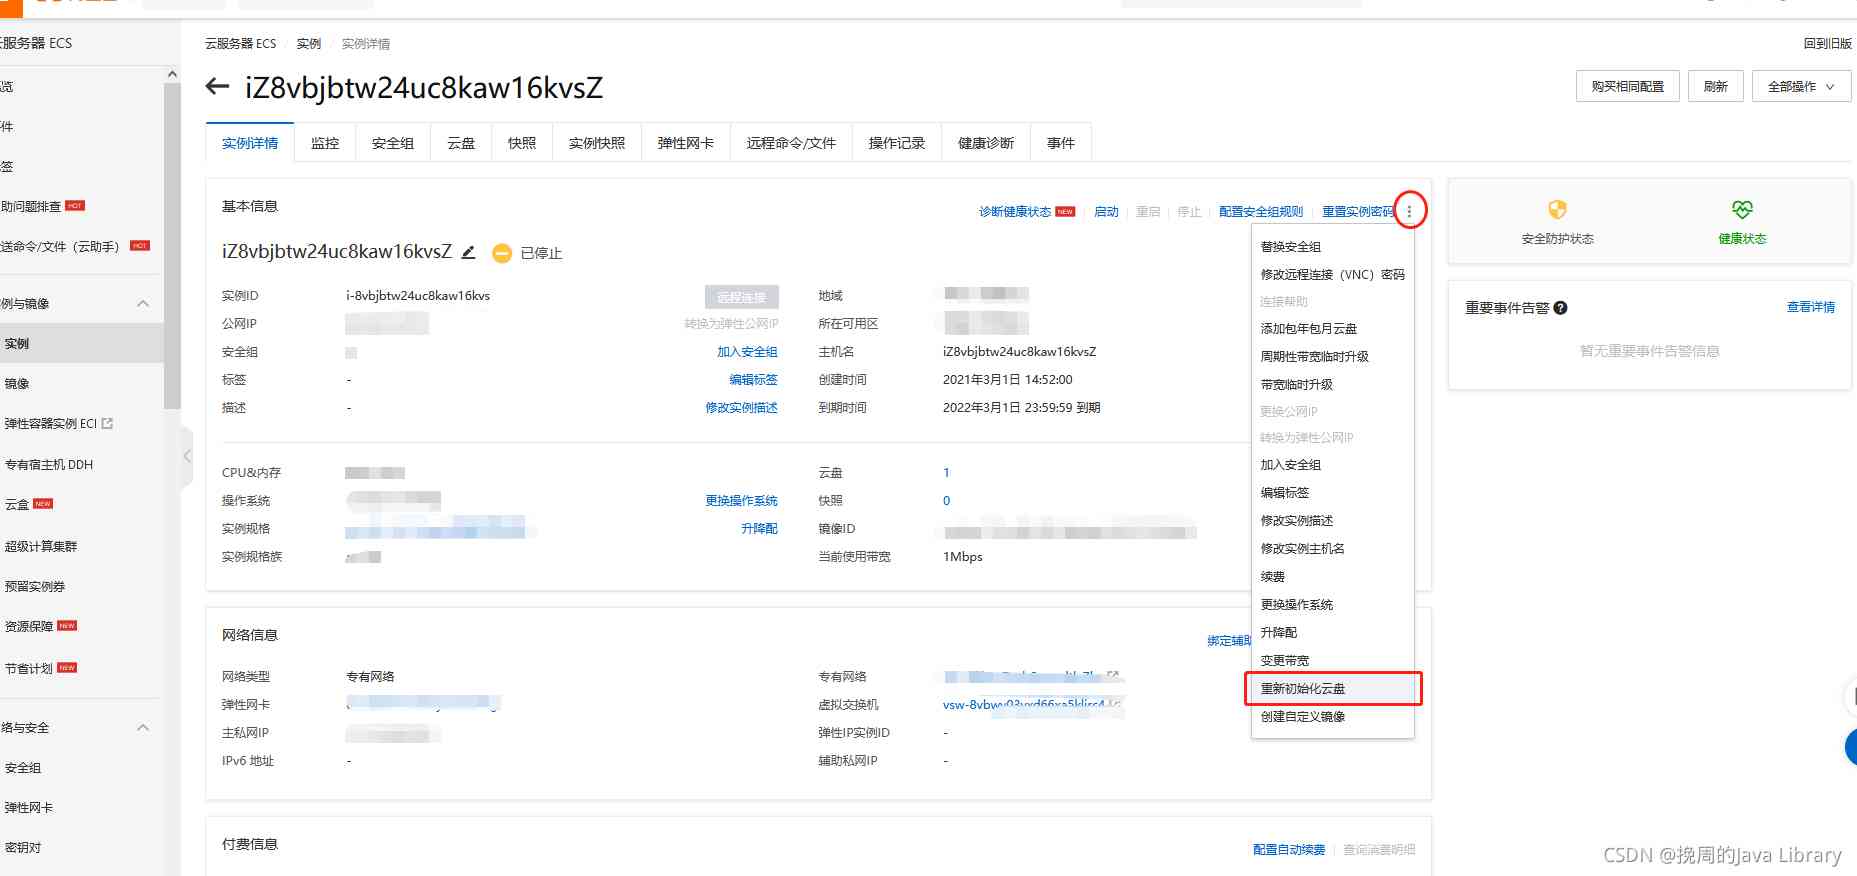 云服务器 ECS 实例 实例详情
回到旧版
iZ8vbjbtw24uc8kaw16kvsZ
购买相同配置 刷新 全部操作
实例详情 监控 安全组 云盘 快照 实例快照 弹性网卡 远程命令/文件 操作记录 健康诊断 事件
服务器 ECS
览
件
签
助问题排查 HOT
送命令/文件（云助手） HOT
例与镜像
实例
镜像
弹性容器实例 ECI
专有宿主机 DDH
云盒 NEW
超级计算集群
预留实例券
资源保障 NEW
节省计划 NEW
络与安全
安全组
弹性网卡
密钥对
基本信息
诊断健康状态 NEW 启动 重启 停止 配置安全组规则 重置实例密码
iZ8vbjbtw24uc8kaw16kvsZ 已停止
实例ID i-8vbjbtw24uc8kaw16kvs 远程连接 地域
公网IP 转换为弹性公网IP 所在可用区
安全组 加入安全组 主机名 iZ8vbjbtw24uc8kaw16kvsZ
标签 - 编辑标签 创建时间 2021年3月1日 14:52:00
描述 - 修改实例描述 到期时间 2022年3月1日 23:59:59 到期
CPU&内存 云盘 1
操作系统 更换操作系统 快照 0
实例规格 升降配 镜像ID
实例规格族 当前使用带宽 1Mbps
网络信息
绑定辅助
网络类型 专有网络 专有网络
弹性网卡 虚拟交换机
主私网IP 弹性IP实例ID -
IPv6 地址 - 辅助私网IP -
付费信息
配置自动续费 查询消费明细
替换安全组
修改远程连接（VNC）密码
连接帮助
添加包年包月云盘
周期性带宽临时升级
带宽临时升级
更换公网IP
转换为弹性公网IP
加入安全组
编辑标签
修改实例描述
修改实例主机名
续费
更换操作系统
升降配
变更带宽
重新初始化云盘
创建自定义镜像
安全防护状态 健康状态
重要事件告警 查看详情
暂无重要事件告警信息
CSDN @挽周的Java Library